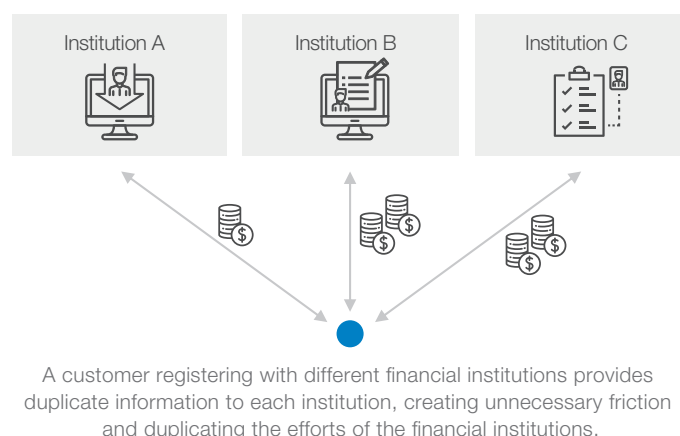 Institution A
Institution B
Institution C
$
$
$
$
$
A customer registering with different financial institutions provides
duplicate information to each institution, creating unnecessary friction
and duplicating the efforts of the financial institutions.